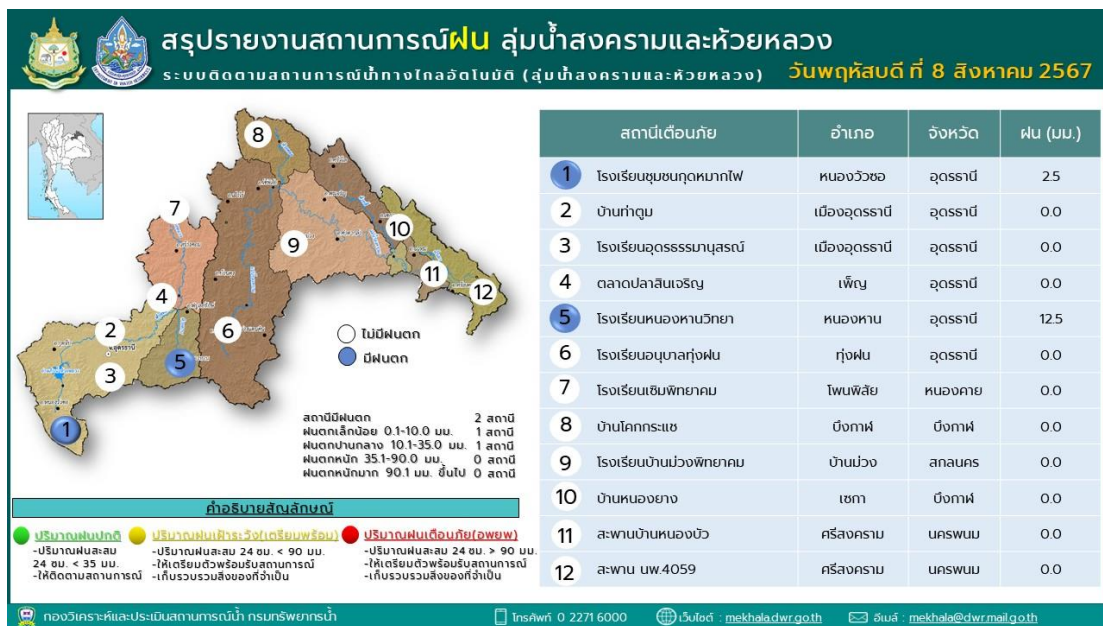 สรุปรายงานสถานการณ์ฝน ลุ่มน้ำสงครามและห้วยหลวง
ระบบติดตามสถานการณ์น้ำทางไกลอัตโนมัติ (ลุ่มน้ำสงครามและห้วยหลวง)
วันพฤหัสบดี ที่ 8 สิงหาคม 2567
8
7
10
9
11
12
4
2
6
5
3
1
ไม่มีฝนตก
มีฝนตก
สถานีมีฝนตก 2 สถานี
ฝนตกเล็กน้อย 0.1-10.0 มม. 1 สถานี
ฝนตกปานกลาง 10.1-35.0 มม. 1 สถานี
ฝนตกหนัก 35.1-90.0 มม. 0 สถานี
ฝนตกหนักมาก 90.1 มม. ขึ้นไป 0 สถานี
คำอธิบายสัญลักษณ์
ปริมาณฝนปกติ
-ปริมาณฝนสะสม
24 ชม. < 35 มม.
-ให้ติดตามสถานการณ์
ปริมาณฝนเฝ้าระวัง(เตรียมพร้อม)
-ปริมาณฝนสะสม 24 ชม. < 90 มม.
-ให้เตรียมตัวพร้อมรับสถานการณ์
-เก็บรวบรวมสิ่งของที่จำเป็น
ปริมาณฝนเตือนภัย(อพยพ)
-ปริมาณฝนสะสม 24 ชม. > 90 มม.
-ให้เตรียมตัวพร้อมรับสถานการณ์
-เก็บรวบรวมสิ่งของที่จำเป็น
สถานีเตือนภัย อำเภอ จังหวัด ฝน (มม.)
1 โรงเรียนชุมชนกุดหมากไฟ หนองวัวซอ อุดรธานี 2.5
2 บ้านท่าตูม เมืองอุดรธานี อุดรธานี 0.0
3 โรงเรียนอุดรธรรมานุสรณ์ เมืองอุดรธานี อุดรธานี 0.0
4 ตลาดปลาสินเจริญ เพ็ญ อุดรธานี 0.0
5 โรงเรียนหนองหานวิทยา หนองหาน อุดรธานี 12.5
6 โรงเรียนอนุบาลทุ่งฝน ทุ่งฝน อุดรธานี 0.0
7 โรงเรียนเซิมพิทยาคม โพนพิสัย หนองคาย 0.0
8 บ้านโคกกระแซ บึงกาฬ บึงกาฬ 0.0
9 โรงเรียนบ้านม่วงพิทยาคม บ้านม่วง สกลนคร 0.0
10 บ้านหนองยาง เซกา บึงกาฬ 0.0
11 สะพานบ้านหนองบัว ศรีสงคราม นครพนม 0.0
12 สะพาน นพ.4059 ศรีสงคราม นครพนม 0.0
กองวิเคราะห์และประเมินสถานการณ์น้ำ กรมทรัพยากรน้ำ
โทรศัพท์ 0 2271 6000
เว็บไซต์ : mekhala.dwr.go.th
อีเมล์ : mekhala@dwr.mail.go.th